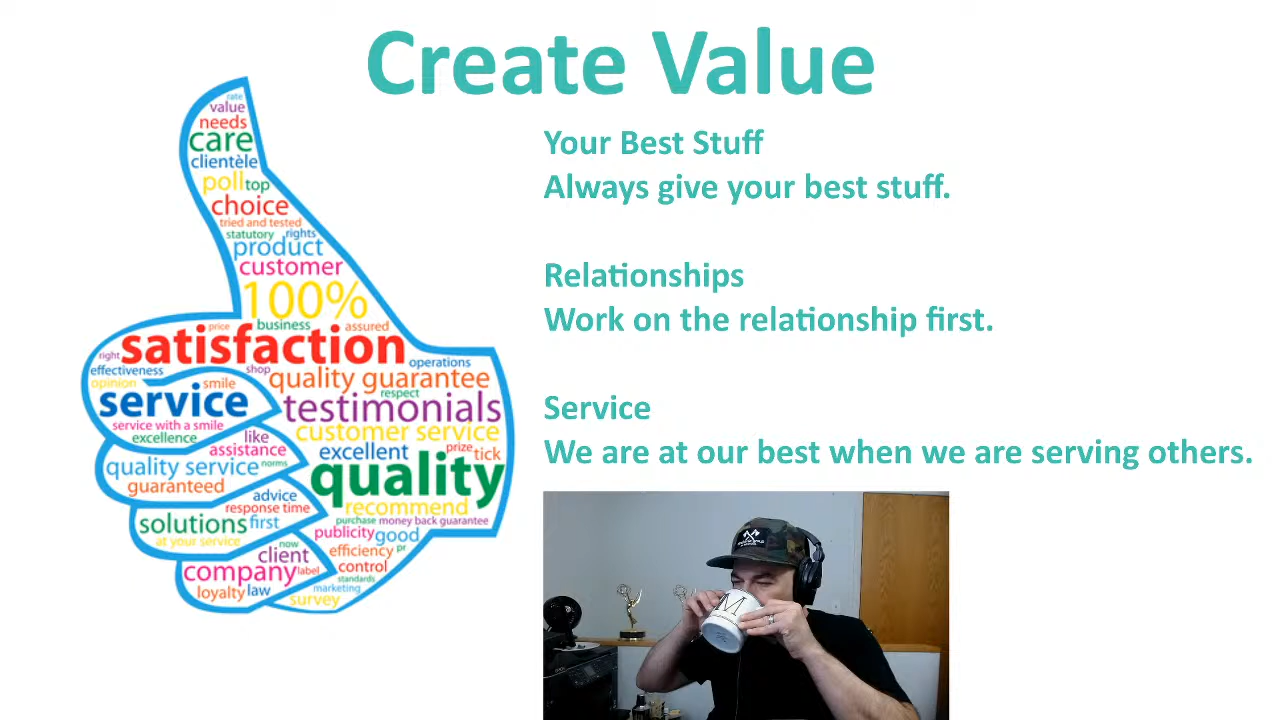 Create Value
Your Best Stuff
Always give your best stuff.
Relationships
Work on the relationship first.
Service
We are at our best when we are serving others.
rate
value
needs
care
clientèle
poll top
choice
tried and tested
statutory rights
product
customer
100%
price business assured
satisfaction
right effectiveness shop operations
opinion smile quality guarantee
respect
service testimonials
service with a smile customer service
excellence like prize
assistance excellent tick
quality service norms quality
guaranteed
advice recommend
response time
solutions first purchase money back guarantee
at your service publicity good
now efficiency pr
client control
company label standards
loyalty law marketing
survey
M